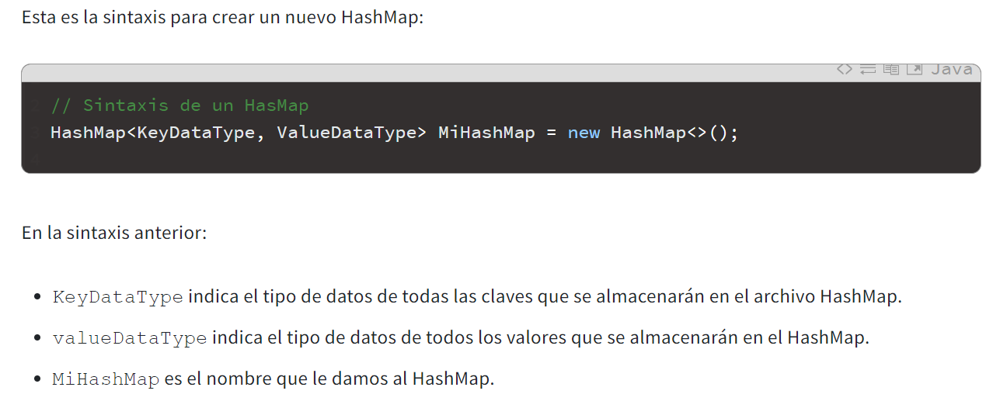 Esta es la sintaxis para crear un nuevo HashMap:
Java
// Sintaxis de un HasMap
HashMap<KeyDataType, ValueDataType> MiHashMap = new HashMap<>();
En la sintaxis anterior:
• KeyDataType indica el tipo de datos de todas las claves que se almacenarán en el archivo HashMap.
• valueDataType indica el tipo de datos de todos los valores que se almacenarán en el HashMap.
• MiHashMap es el nombre que le damos al HashMap.